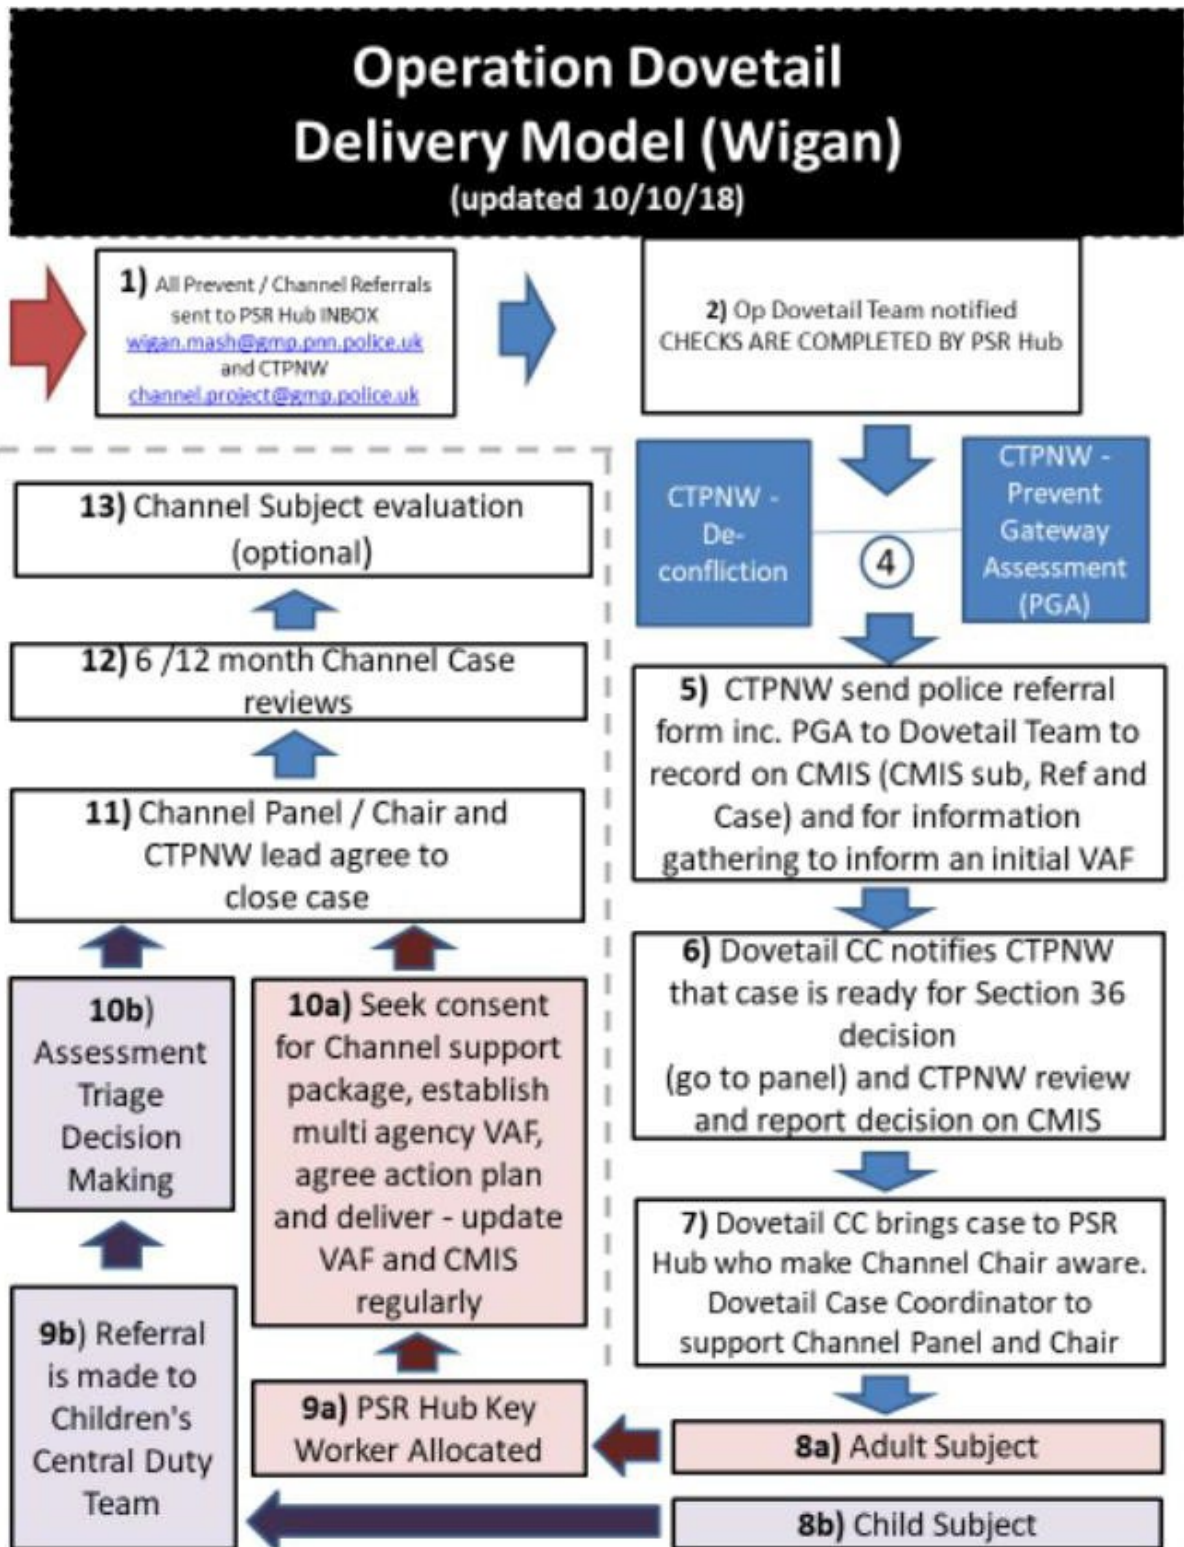 Operation Dovetail
Delivery Model (Wigan)
(updated 10/10/18)
1) All Prevent / Channel Referrals
sent to PSR Hub INBOX
wigan.mash@gmp.pnn.police.uk
and CTPNW
channel.project@gmp.police.uk
2) Op Dovetail Team notified
CHECKS ARE COMPLETED BY PSR Hub
CTPNW -
De-
confliction
4
CTPNW -
Prevent
Gateway
Assessment
(PGA)
5) CTPNW send police referral
form inc. PGA to Dovetail Team to
record on CMIS (CMIS sub, Ref and
Case) and for information
gathering to inform an initial VAF
6) Dovetail CC notifies CTPNW
that case is ready for Section 36
decision
(go to panel) and CTPNW review
and report decision on CMIS
7) Dovetail CC brings case to PSR
Hub who make Channel Chair aware.
Dovetail Case Coordinator to
support Channel Panel and Chair
8a) Adult Subject
8b) Child Subject
9a) PSR Hub Key
Worker Allocated
9b) Referral
is made to
Children's
Central Duty
Team
10a) Seek consent
for Channel support
package, establish
multi agency VAF,
agree action plan
and deliver - update
VAF and CMIS
regularly
10b)
Assessment
Triage
Decision
Making
11) Channel Panel / Chair and
CTPNW lead agree to
close case
12) 6 /12 month Channel Case
reviews
13) Channel Subject evaluation
(optional)